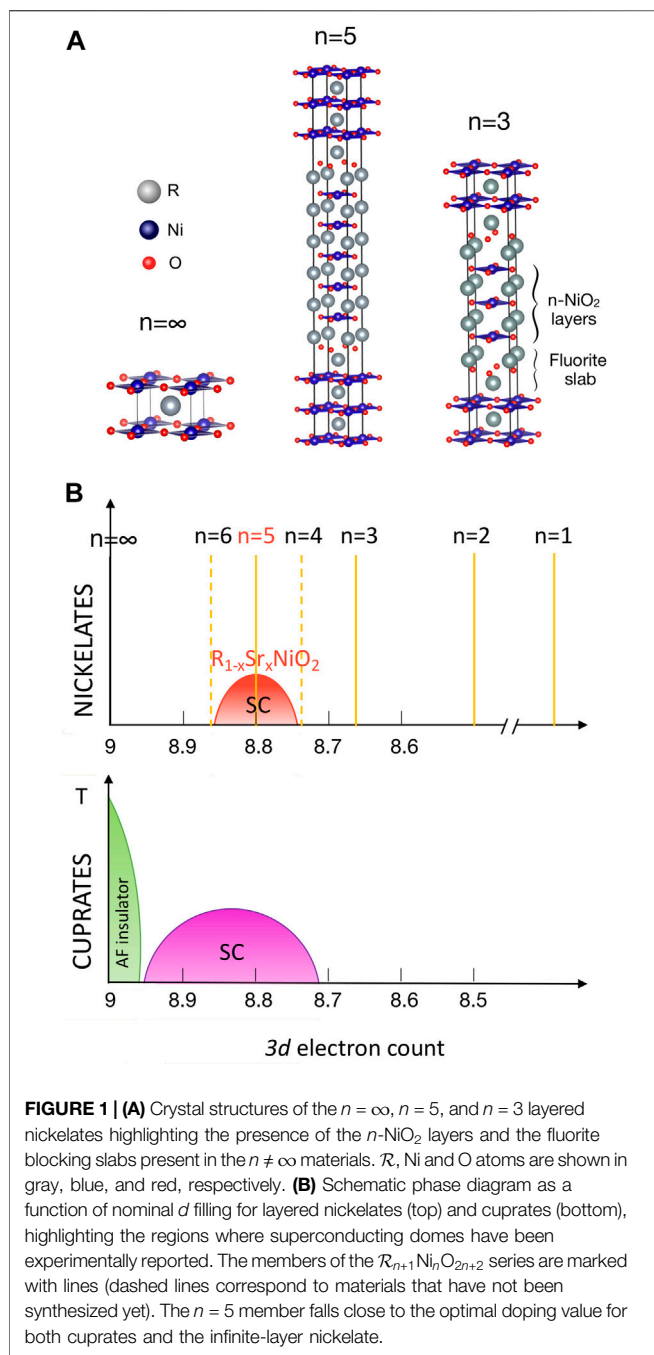 A
n=5
n=3
R
Ni
O
n=∞
n-NiO₂
layers
Fluorite
slab
B
n=∞ n=6 n=5 n=4 n=3 n=2 n=1
NICKELATES
R₁₋ₓSrₓNiO₂
SC
9 8.9 8.8 8.7 8.6
T
CUPRATES
AF insulator
SC
9 8.9 8.8 8.7 8.6 8.5
3d electron count
FIGURE 1 | (A) Crystal structures of the n = ∞, n = 5, and n = 3 layered
nickelates highlighting the presence of the n-NiO₂ layers and the fluorite
blocking slabs present in the n ≠ ∞ materials. ℛ, Ni and O atoms are shown in
gray, blue, and red, respectively. (B) Schematic phase diagram as a
function of nominal d filling for layered nickelates (top) and cuprates (bottom),
highlighting the regions where superconducting domes have been
experimentally reported. The members of the ℛₙ₊₁NiₙO₂ₙ₊₂ series are marked
with lines (dashed lines correspond to materials that have not been
synthesized yet). The n = 5 member falls close to the optimal doping value for
both cuprates and the infinite-layer nickelate.